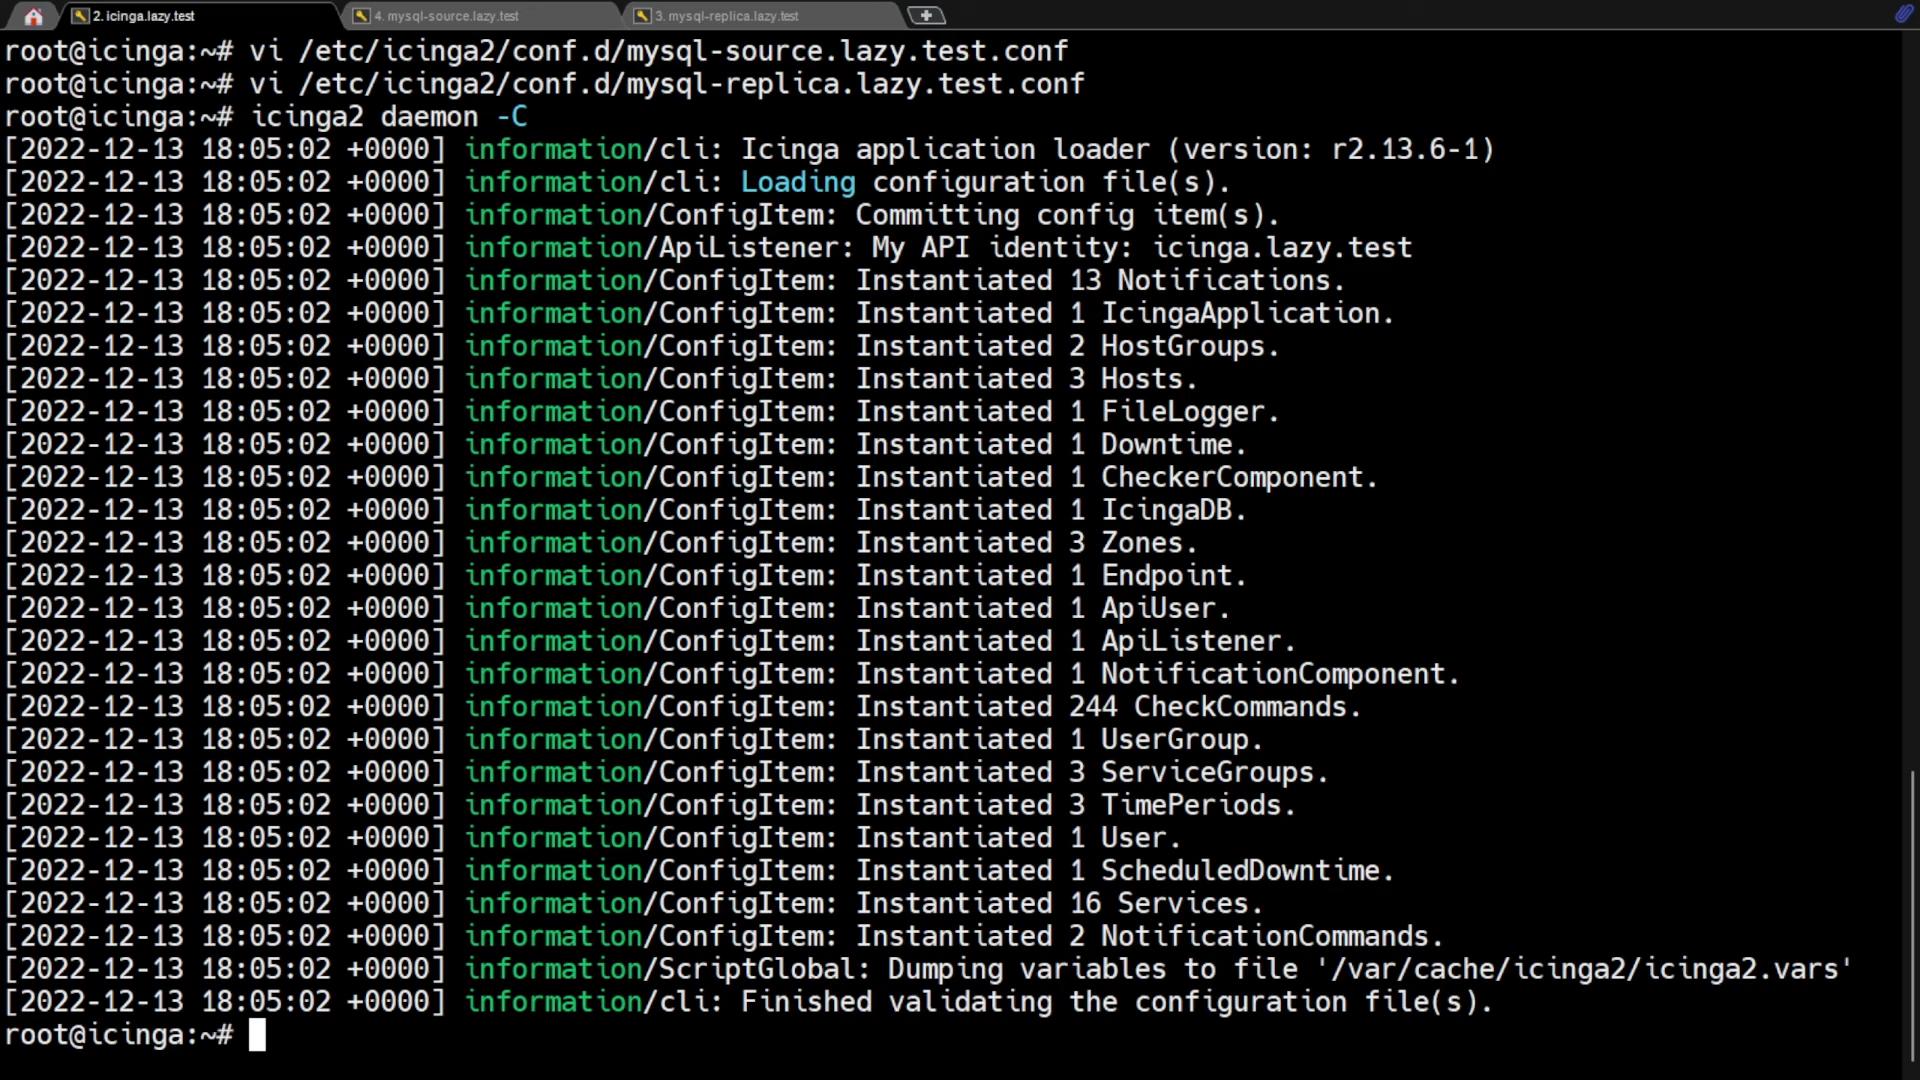 2. icinga.lazy.test
4. mysql-source.lazy.test
3. mysql-replica.lazy.test
root@icinga:~# vi /etc/icinga2/conf.d/mysql-source.lazy.test.conf
root@icinga:~# vi /etc/icinga2/conf.d/mysql-replica.lazy.test.conf
root@icinga:~# icinga2 daemon -C
[2022-12-13 18:05:02 +0000] information/cli: Icinga application loader (version: r2.13.6-1)
[2022-12-13 18:05:02 +0000] information/cli: Loading configuration file(s).
[2022-12-13 18:05:02 +0000] information/ConfigItem: Committing config item(s).
[2022-12-13 18:05:02 +0000] information/ApiListener: My API identity: icinga.lazy.test
[2022-12-13 18:05:02 +0000] information/ConfigItem: Instantiated 13 Notifications.
[2022-12-13 18:05:02 +0000] information/ConfigItem: Instantiated 1 IcingaApplication.
[2022-12-13 18:05:02 +0000] information/ConfigItem: Instantiated 2 HostGroups.
[2022-12-13 18:05:02 +0000] information/ConfigItem: Instantiated 3 Hosts.
[2022-12-13 18:05:02 +0000] information/ConfigItem: Instantiated 1 FileLogger.
[2022-12-13 18:05:02 +0000] information/ConfigItem: Instantiated 1 Downtime.
[2022-12-13 18:05:02 +0000] information/ConfigItem: Instantiated 1 CheckerComponent.
[2022-12-13 18:05:02 +0000] information/ConfigItem: Instantiated 1 IcingaDB.
[2022-12-13 18:05:02 +0000] information/ConfigItem: Instantiated 3 Zones.
[2022-12-13 18:05:02 +0000] information/ConfigItem: Instantiated 1 Endpoint.
[2022-12-13 18:05:02 +0000] information/ConfigItem: Instantiated 1 ApiUser.
[2022-12-13 18:05:02 +0000] information/ConfigItem: Instantiated 1 ApiListener.
[2022-12-13 18:05:02 +0000] information/ConfigItem: Instantiated 1 NotificationComponent.
[2022-12-13 18:05:02 +0000] information/ConfigItem: Instantiated 244 CheckCommands.
[2022-12-13 18:05:02 +0000] information/ConfigItem: Instantiated 1 UserGroup.
[2022-12-13 18:05:02 +0000] information/ConfigItem: Instantiated 3 ServiceGroups.
[2022-12-13 18:05:02 +0000] information/ConfigItem: Instantiated 3 TimePeriods.
[2022-12-13 18:05:02 +0000] information/ConfigItem: Instantiated 1 User.
[2022-12-13 18:05:02 +0000] information/ConfigItem: Instantiated 1 ScheduledDowntime.
[2022-12-13 18:05:02 +0000] information/ConfigItem: Instantiated 16 Services.
[2022-12-13 18:05:02 +0000] information/ConfigItem: Instantiated 2 NotificationCommands.
[2022-12-13 18:05:02 +0000] information/ScriptGlobal: Dumping variables to file '/var/cache/icinga2/icinga2.vars'
[2022-12-13 18:05:02 +0000] information/cli: Finished validating the configuration file(s).
root@icinga:~#